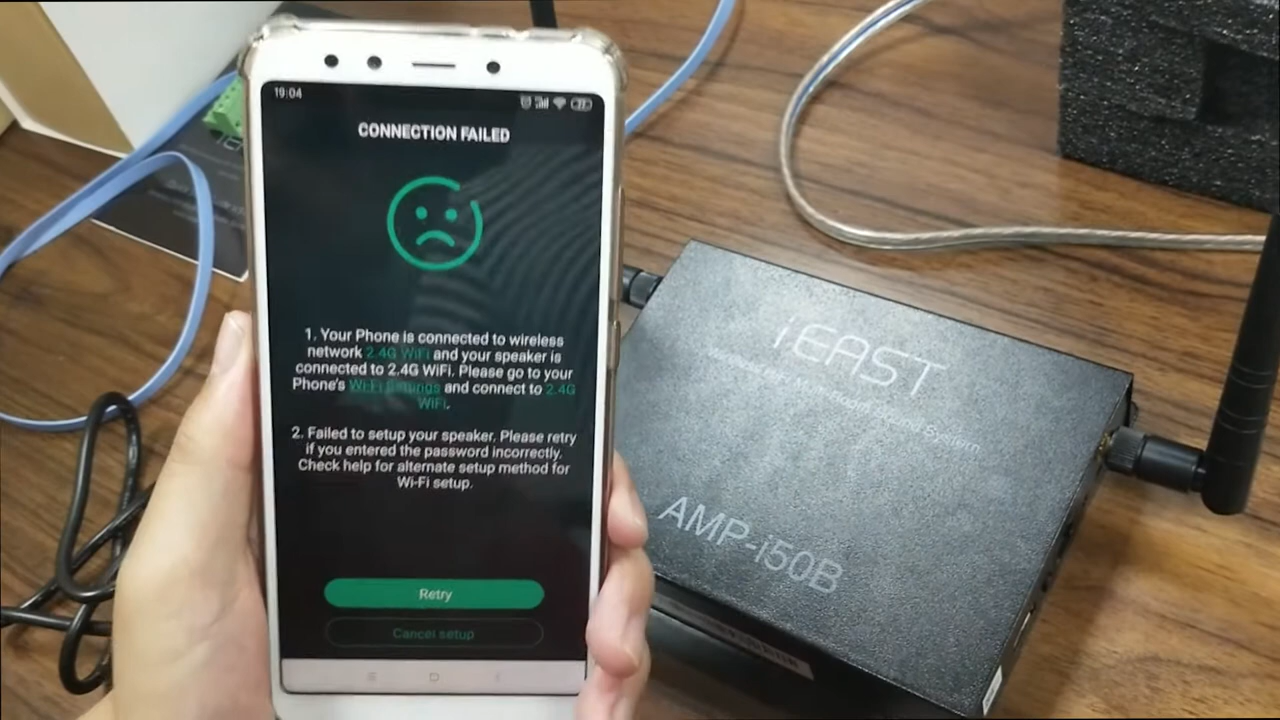 19:04
CONNECTION FAILED
1. Your Phone is connected to wireless
network 2.4G WiFi and your speaker is
connected to 2.4G WiFi. Please go to your
Phone's Wi-Fi Settings and connect to 2.4G
WiFi.
2. Failed to setup your speaker. Please retry
if you entered the password incorrectly.
Check help for alternate setup method for
Wi-Fi setup.
Retry
Cancel setup
iEAST
System
AMP-i50B